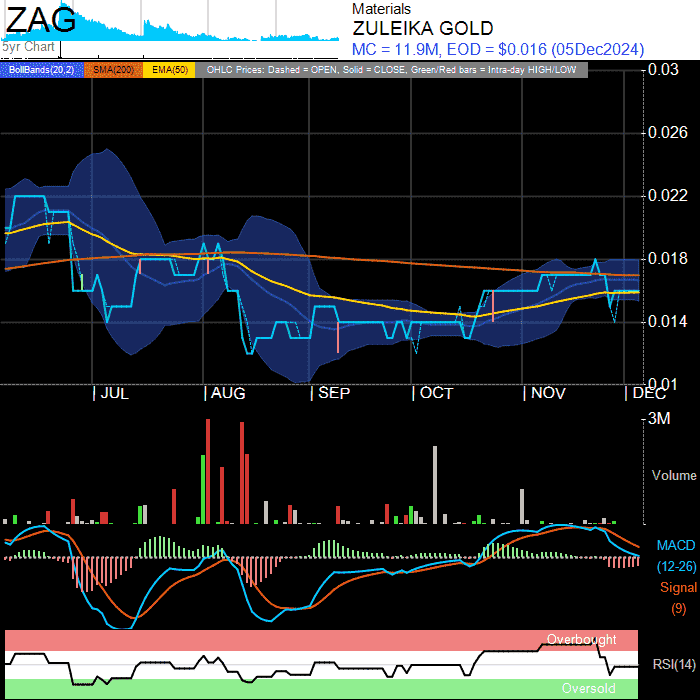 ZAG
5yr Chart
Materials
ZULEIKA GOLD
MC = 11.9M, EOD = $0.016 (05Dec2024)
BollBands(20,2) SMA(200) EMA(50) OHLC Prices: Dashed = OPEN, Solid = CLOSE, Green/Red bars = Intra-day HIGH/LOW
0.03
0.026
0.022
0.018
0.014
0.01
JUL AUG SEP OCT NOV DEC
3M
Volume
MACD
(12-26)
Signal
(9)
Overbought
RSI(14)
Oversold